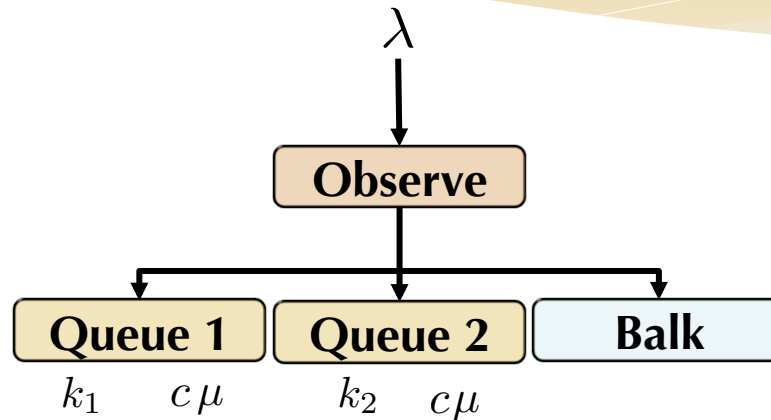 λ
Observe
Queue 1 Queue 2 Balk
k₁ cμ k₂ cμ